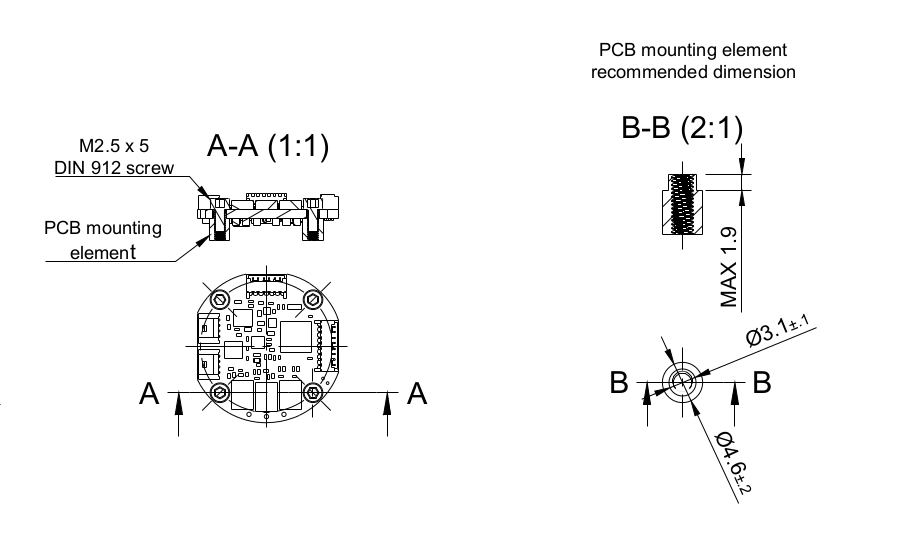 PCB mounting element
recommended dimension
B-B (2:1)
M2.5 x 5
DIN 912 screw
A-A (1:1)
PCB mounting
element
MAX 1.9
Ø3.1±.1
A
A
B
B
Ø4.6±.2